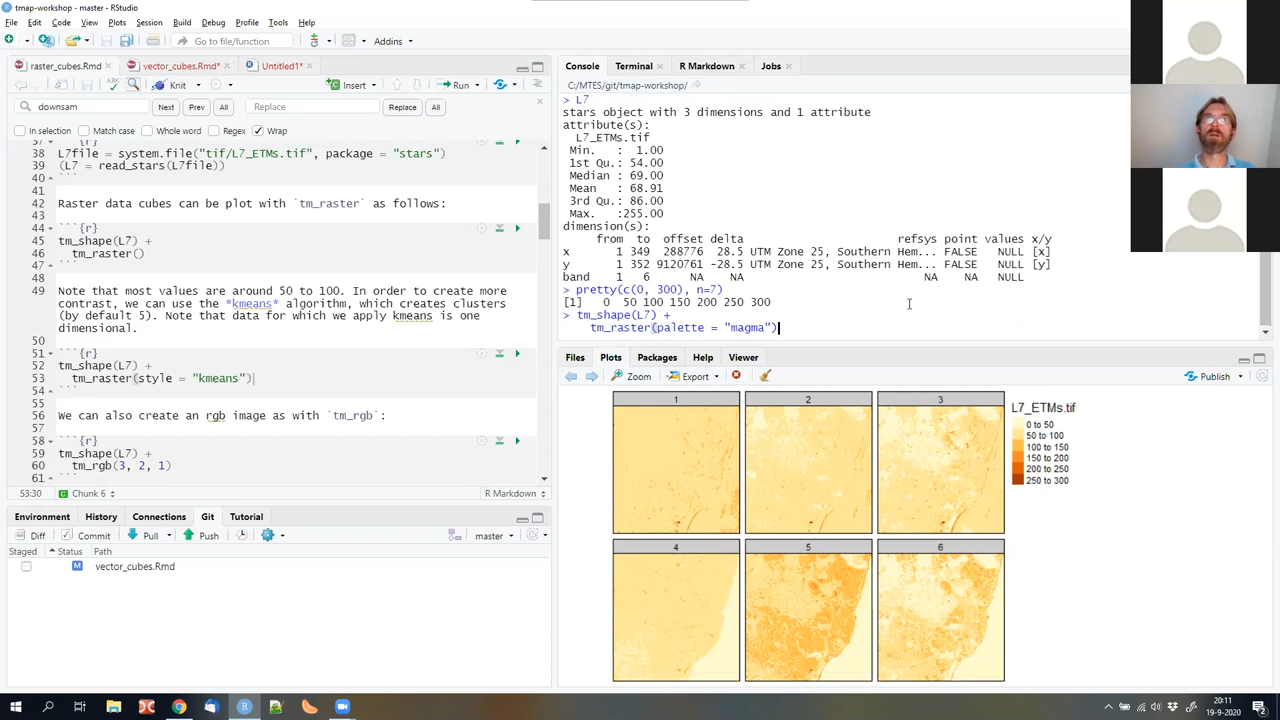 tmap-workshop - master - RStudio
File Edit Code View Plots Session Build Debug Profile Tools Help
Go to file/function
Addins
raster_cubes.Rmd
vector_cubes.Rmd*
Untitled1*
Knit
Insert
Run
downsam
Next
Prev
All
Replace
Replace
All
In selection
Match case
Whole word
Regex
Wrap
37 ```{r}
38 L7file = system.file("tif/L7_ETMs.tif", package = "stars")
39 (L7 = read_stars(L7file))
40 ```
41
42 Raster data cubes can be plot with `tm_raster` as follows:
43
44 ```{r}
45 tm_shape(L7) +
46 tm_raster()
47 ```
48
49 Note that most values are around 50 to 100. In order to create more
contrast, we can use the *kmeans* algorithm, which creates clusters
(by default 5). Note that data for which we apply kmeans is one
dimensional.
50
51 ```{r}
52 tm_shape(L7) +
53 tm_raster(style = "kmeans")
54 ```
55
56 We can also create an rgb image as with `tm_rgb`:
57
58 ```{r}
59 tm_shape(L7) +
60 tm_rgb(3, 2, 1)
61 ```
53:30
Chunk 6
R Markdown
Environment History Connections Git Tutorial
Diff Commit Pull Push master
Staged Status Path
M vector_cubes.Rmd
Console Terminal R Markdown Jobs
C:/MTES/git/tmap-workshop/
> L7
stars object with 3 dimensions and 1 attribute
attribute(s):
L7_ETMs.tif
Min. : 1.00
1st Qu.: 54.00
Median : 69.00
Mean : 68.91
3rd Qu.: 86.00
Max. :255.00
dimension(s):
from to offset delta refsys point values x/y
x 1 349 288776 28.5 UTM Zone 25, Southern Hem... FALSE NULL [x]
y 1 352 9120761 -28.5 UTM Zone 25, Southern Hem... FALSE NULL [y]
band 1 6 NA NA NA NA NULL
> pretty(c(0, 300), n=7)
[1] 0 50 100 150 200 250 300
> tm_shape(L7) +
tm_raster(palette = "magma")
Files Plots Packages Help Viewer
Zoom Export Publish
1 2 3
4 5 6
L7_ETMs.tif
0 to 50
50 to 100
100 to 150
150 to 200
200 to 250
250 to 300
20:11
19-9-2020
2